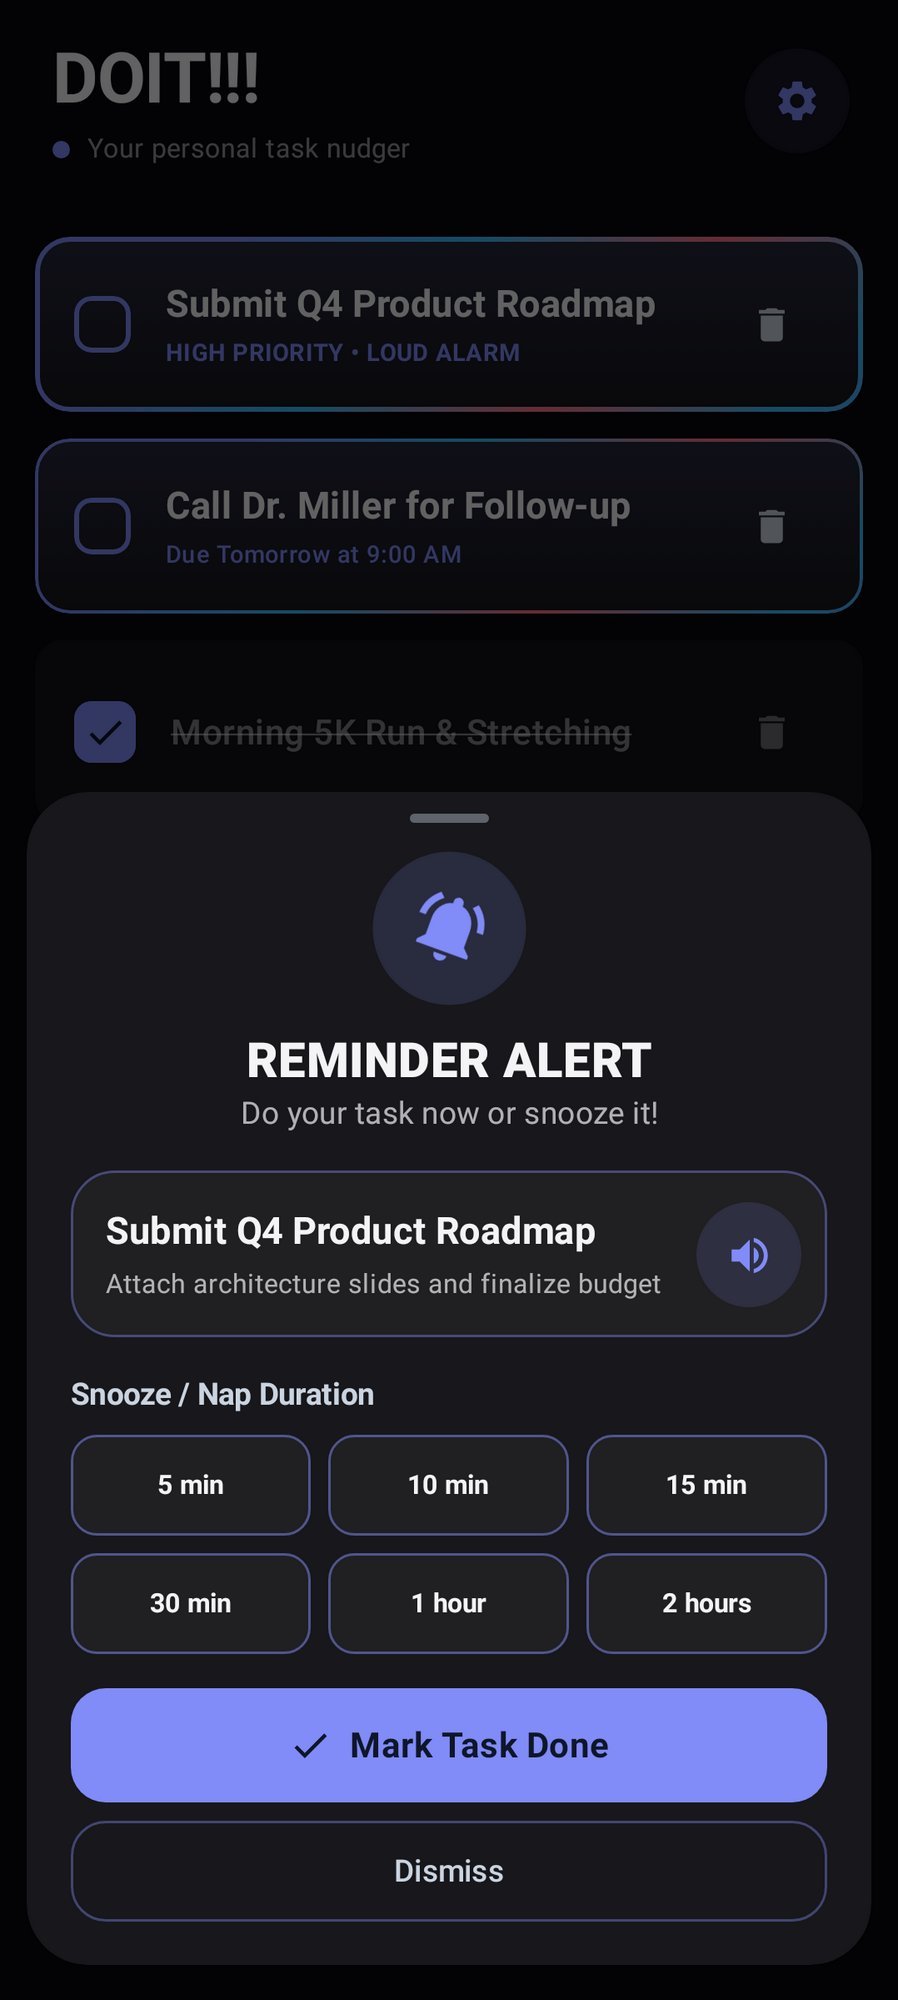 DOIT!!!
Your personal task nudger
Submit Q4 Product Roadmap
HIGH PRIORITY • LOUD ALARM
Call Dr. Miller for Follow-up
Due Tomorrow at 9:00 AM
Morning 5K Run & Stretching
REMINDER ALERT
Do your task now or snooze it!
Submit Q4 Product Roadmap
Attach architecture slides and finalize budget
Snooze / Nap Duration
5 min
10 min
15 min
30 min
1 hour
2 hours
Mark Task Done
Dismiss